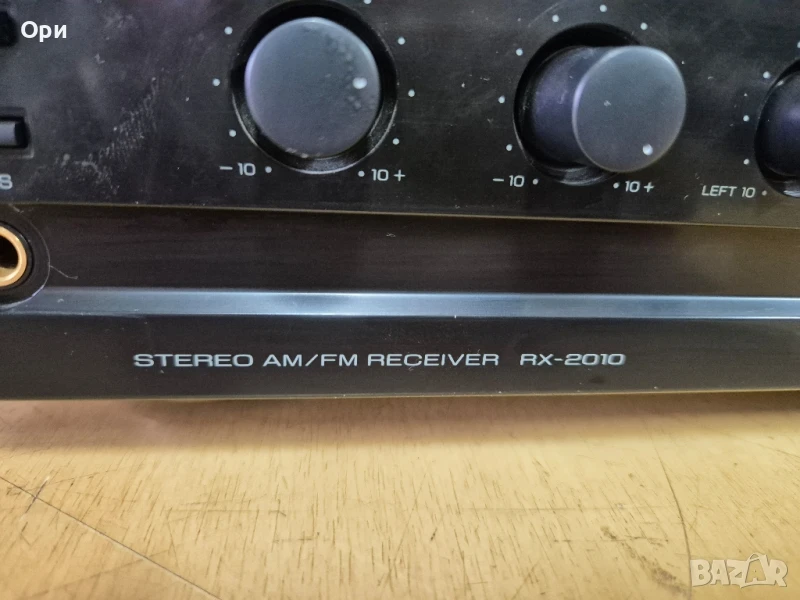 Ори
S
– 10
10 +
– 10
10 +
LEFT 10
STEREO AM/FM RECEIVER RX-2010
BAZAR